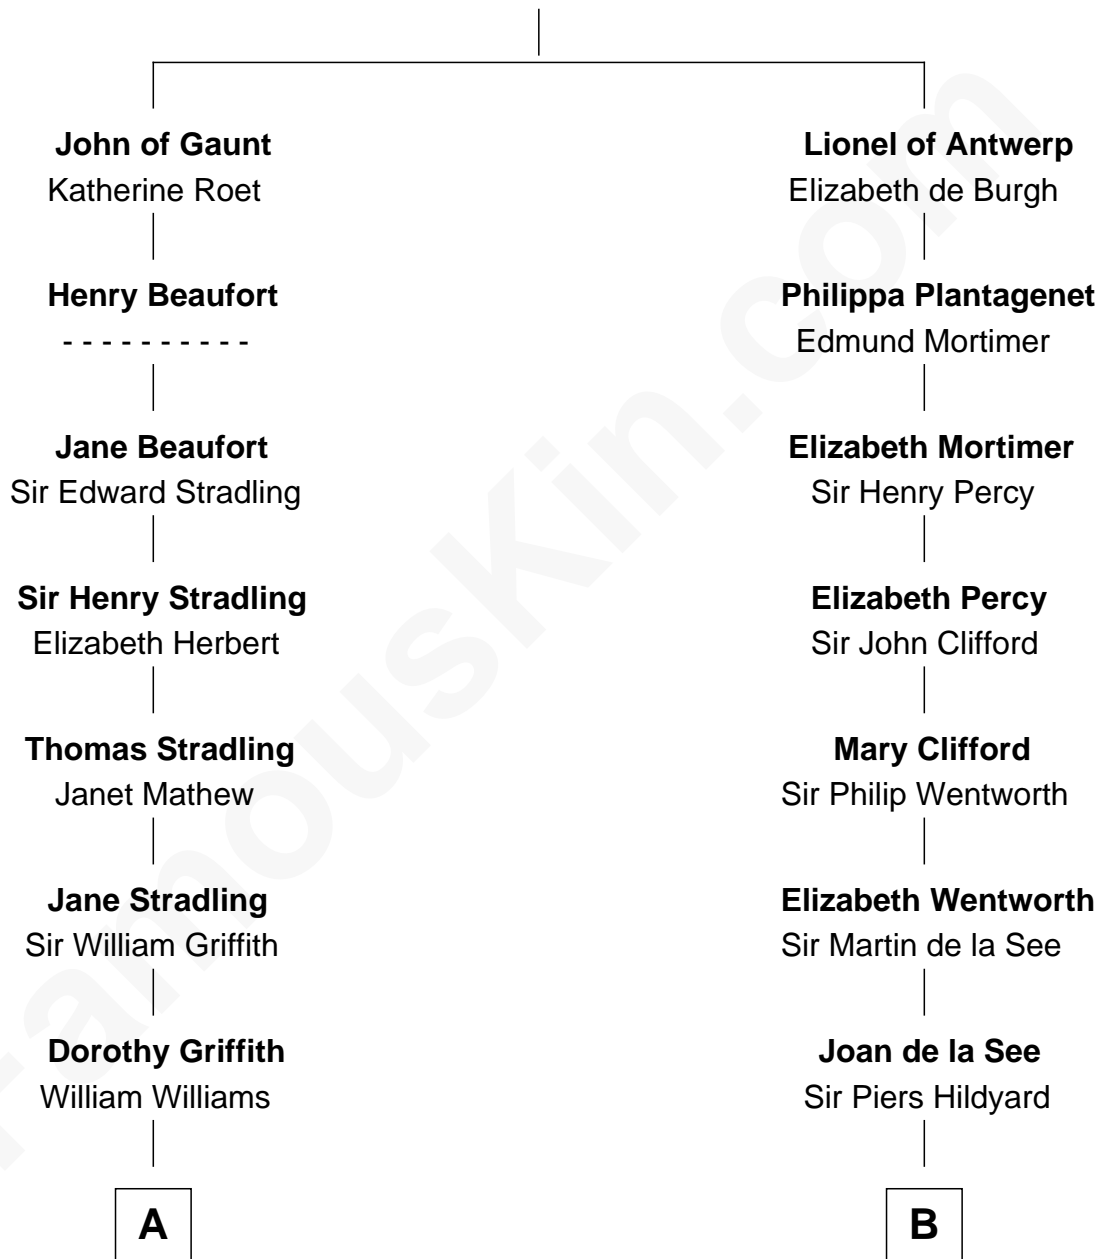 John of Gaunt
Katherine Roet
Henry Beaufort
- - - - - - - - - -
Jane Beaufort
Sir Edward Stradling
Sir Henry Stradling
Elizabeth Herbert
Thomas Stradling
Janet Mathew
Jane Stradling
Sir William Griffith
Dorothy Griffith
William Williams
A
Lionel of Antwerp
Elizabeth de Burgh
Philippa Plantagenet
Edmund Mortimer
Elizabeth Mortimer
Sir Henry Percy
Elizabeth Percy
Sir John Clifford
Mary Clifford
Sir Philip Wentworth
Elizabeth Wentworth
Sir Martin de la See
Joan de la See
Sir Piers Hildyard
B
FamousKin.com